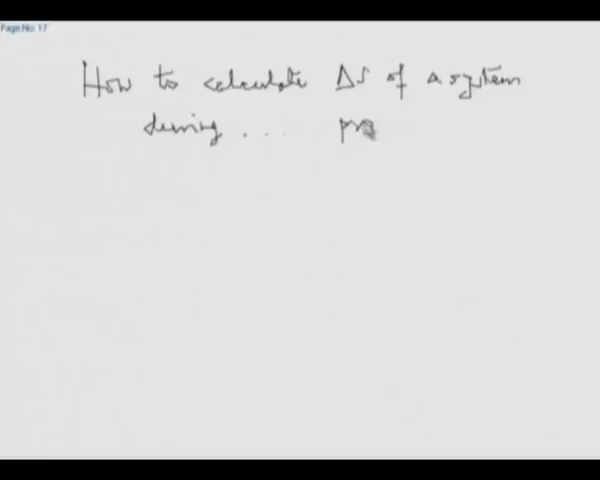 Page No: 17
How to calculate ΔS of a system
during ...